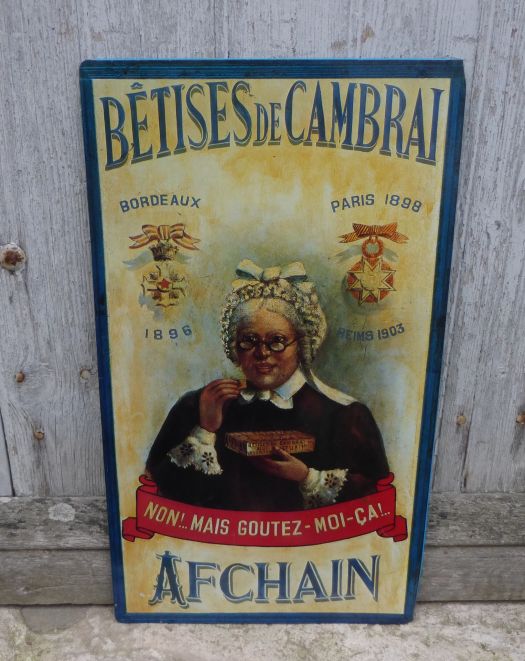 BÊTISES DE CAMBRAI
BORDEAUX
1896
PARIS 1898
REIMS 1903
NON!.. MAIS GOUTEZ-MOI-ÇA!..
AFCHAIN